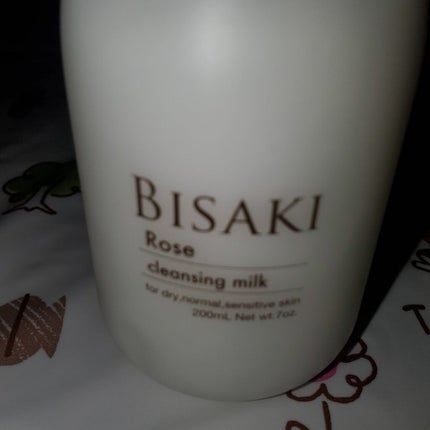 BISAKI
Rose
cleansing milk
for dry,normal,sensitive skin
200mL Net wt.7oz.